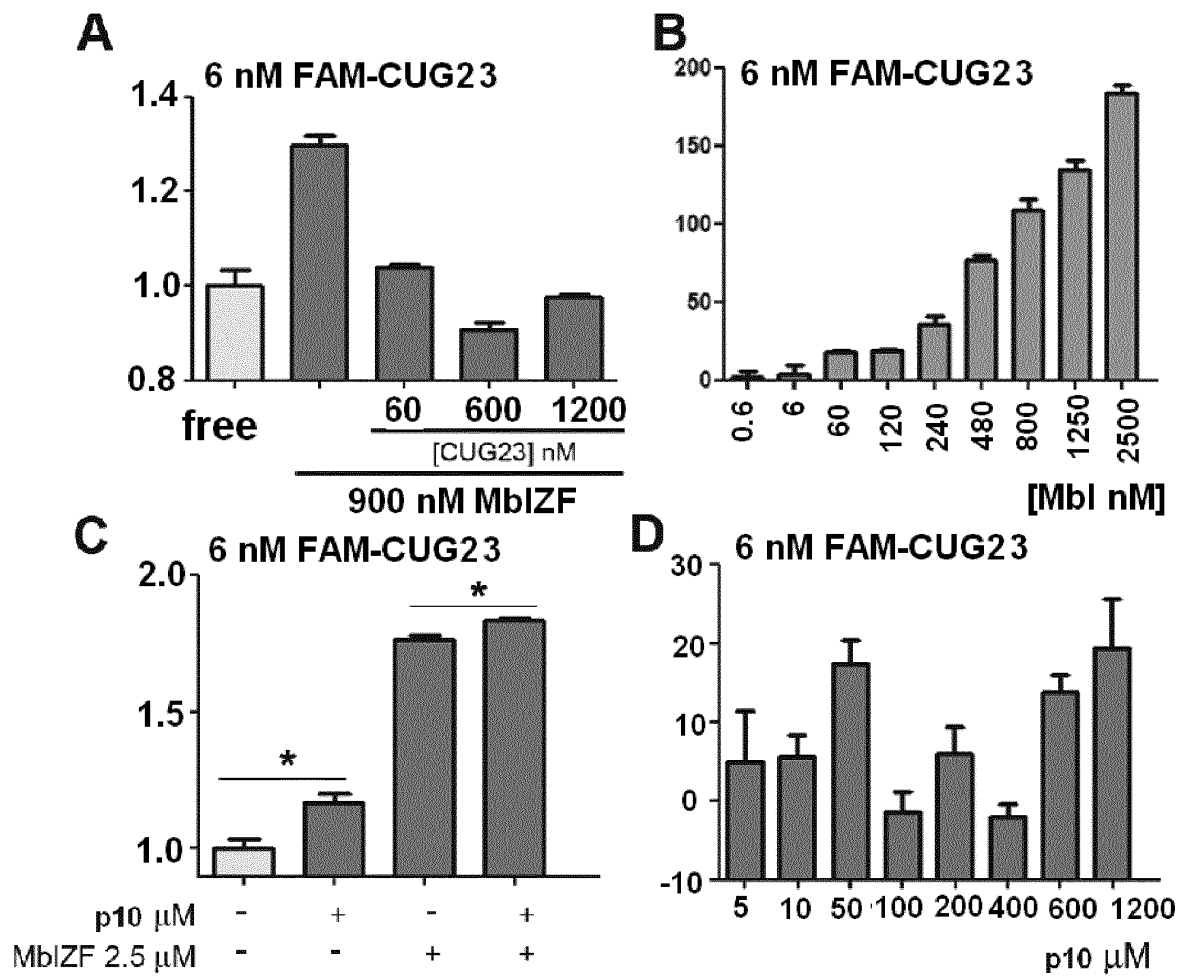 A
6 nM FAM-CUG23
1.4
1.2
1.0
0.8
free
60 600 1200
[CUG23] nM
900 nM MblZF
B
6 nM FAM-CUG23
200
150
100
50
0
0.6 6 60 120 240 480 800 1250 2500
[Mbl nM]
C
6 nM FAM-CUG23
2.0
1.5
1.0
* *
p10 µM - + - +
MblZF 2.5 µM - - + +
D
6 nM FAM-CUG23
30
20
10
0
-10
5 10 50 100 200 400 600 1200
p10 µM